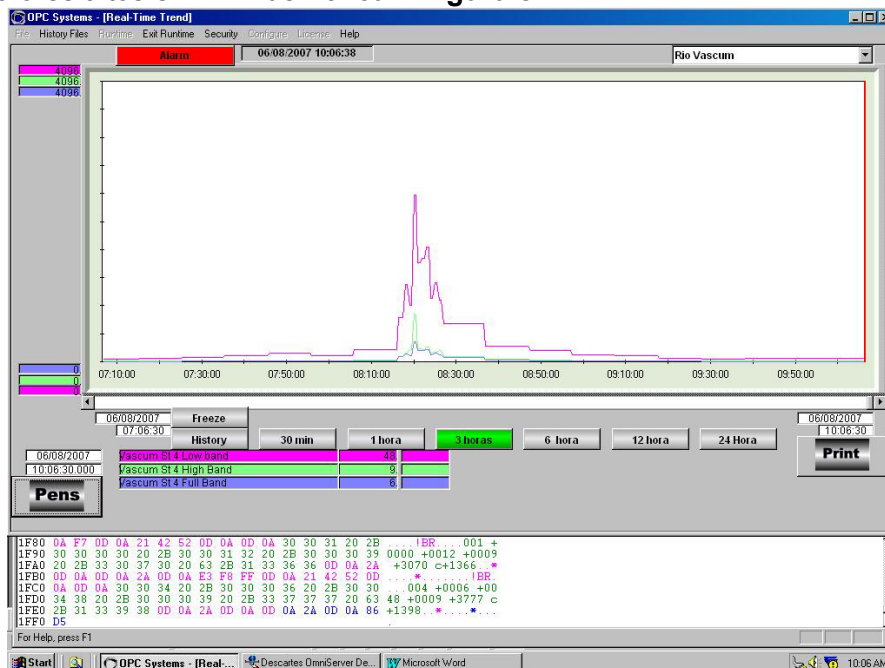 OPC Systems - [Real-Time Trend]
File History Files Runtime Exit Runtime Security Configure License Help
Alarm 06/08/2007 10:06:38 Rio Vascum
4096
4096
4096
0
0
0
07:10:00 07:30:00 07:50:00 08:10:00 08:30:00 08:50:00 09:10:00 09:30:00 09:50:00
06/08/2007 Freeze 06/08/2007
07:06:30 History 30 min 1 hora 3 horas 6 hora 12 hora 24 Hora 10:06:30
06/08/2007 Vascum St 4 Low band 48 Print
10:06:30.000 Vascum St 4 High Band 9
Pens Vascum St 4 Full Band 6
1F80 0A F7 0D 0A 21 42 52 0D 0A 0D 0A 30 30 31 20 2B ....!BR....001 +
1F90 30 30 30 30 20 2B 30 30 31 32 20 2B 30 30 30 39 0000 +0012 +0009
1FA0 20 2B 33 30 37 30 20 63 2B 31 33 36 36 0D 0A 2A +3070 c+1366..*
1FB0 0D 0A 0D 0A 2A 0D 0A E3 F8 FF 0D 0A 21 42 52 0D ....*.......!BR.
1FC0 0A 0D 0A 30 30 34 20 2B 30 30 30 36 20 2B 30 30 ...004 +0006 +00
1FD0 34 38 20 2B 30 30 30 39 20 2B 33 37 37 37 20 63 48 +0009 +3777 c
1FE0 2B 31 33 39 38 0D 0A 2A 0D 0A 0D 0A 2A 0D 0A 86 +1398..*....*...
1FF0 D5 .
For Help, press F1
Start OPC Systems - [Real-... Descartes OmniServer De... Microsoft Word 10:06 AM